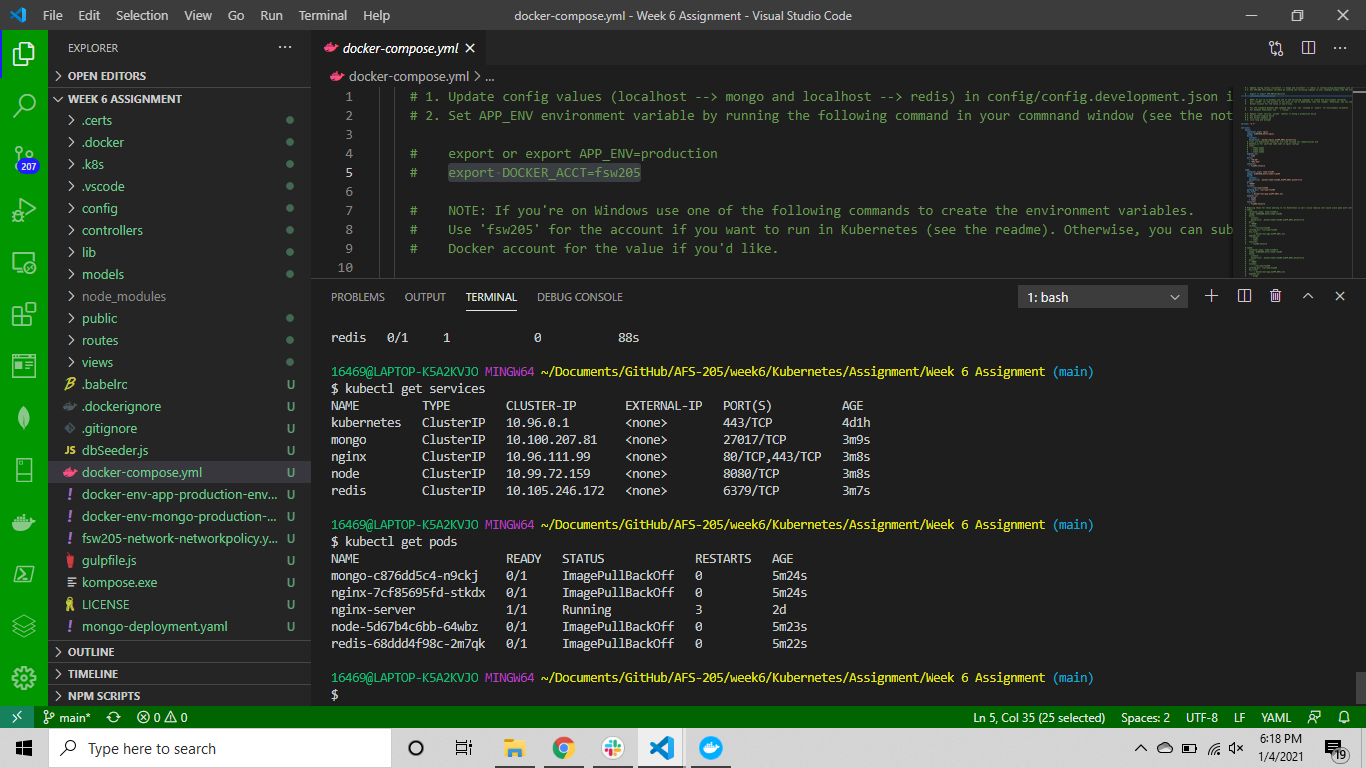 File Edit Selection View Go Run Terminal Help docker-compose.yml - Week 6 Assignment - Visual Studio Code
EXPLORER
OPEN EDITORS
WEEK 6 ASSIGNMENT
.certs
.docker
.k8s
.vscode
config
controllers
lib
models
node_modules
public
routes
views
.babelrc U
.dockerignore U
.gitignore U
JS dbSeeder.js U
docker-compose.yml U
! docker-env-app-production-env... U
! docker-env-mongo-production-... U
fsw205-network-networkpolicy.y... U
gulpfile.js U
kompose.exe U
LICENSE U
! mongo-deployment.yaml U
OUTLINE
TIMELINE
NPM SCRIPTS
207
docker-compose.yml
docker-compose.yml > ...
1 # 1. Update config values (localhost --> mongo and localhost --> redis) in config/config.development.json i
2 # 2. Set APP_ENV environment variable by running the following command in your commnand window (see the not
3
4 # export or export APP_ENV=production
5 # export DOCKER_ACCT=fsw205
6
7 # NOTE: If you're on Windows use one of the following commands to create the environment variables.
8 # Use 'fsw205' for the account if you want to run in Kubernetes (see the readme). Otherwise, you can sub
9 # Docker account for the value if you'd like.
10
PROBLEMS OUTPUT TERMINAL DEBUG CONSOLE 1: bash
redis 0/1 1 0 88s
16469@LAPTOP-K5A2KVJO MINGW64 ~/Documents/GitHub/AFS-205/week6/Kubernetes/Assignment/Week 6 Assignment (main)
$ kubectl get services
NAME TYPE CLUSTER-IP EXTERNAL-IP PORT(S) AGE
kubernetes ClusterIP 10.96.0.1 <none> 443/TCP 4d1h
mongo ClusterIP 10.100.207.81 <none> 27017/TCP 3m9s
nginx ClusterIP 10.96.111.99 <none> 80/TCP,443/TCP 3m8s
node ClusterIP 10.99.72.159 <none> 8080/TCP 3m8s
redis ClusterIP 10.105.246.172 <none> 6379/TCP 3m7s
16469@LAPTOP-K5A2KVJO MINGW64 ~/Documents/GitHub/AFS-205/week6/Kubernetes/Assignment/Week 6 Assignment (main)
$ kubectl get pods
NAME READY STATUS RESTARTS AGE
mongo-c876dd5c4-n9ckj 0/1 ImagePullBackOff 0 5m24s
nginx-7cf85695fd-stkdx 0/1 ImagePullBackOff 0 5m24s
nginx-server 1/1 Running 3 2d
node-5d67b4c6bb-64wbz 0/1 ImagePullBackOff 0 5m23s
redis-68ddd4f98c-2m7qk 0/1 ImagePullBackOff 0 5m22s
16469@LAPTOP-K5A2KVJO MINGW64 ~/Documents/GitHub/AFS-205/week6/Kubernetes/Assignment/Week 6 Assignment (main)
$
main* 0 0 Ln 5, Col 35 (25 selected) Spaces: 2 UTF-8 LF YAML
Type here to search
6:18 PM
1/4/2021
19